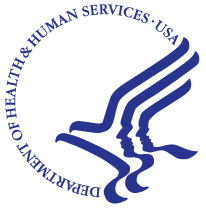 DEPARTMENT OF HEALTH & HUMAN SERVICES · USA